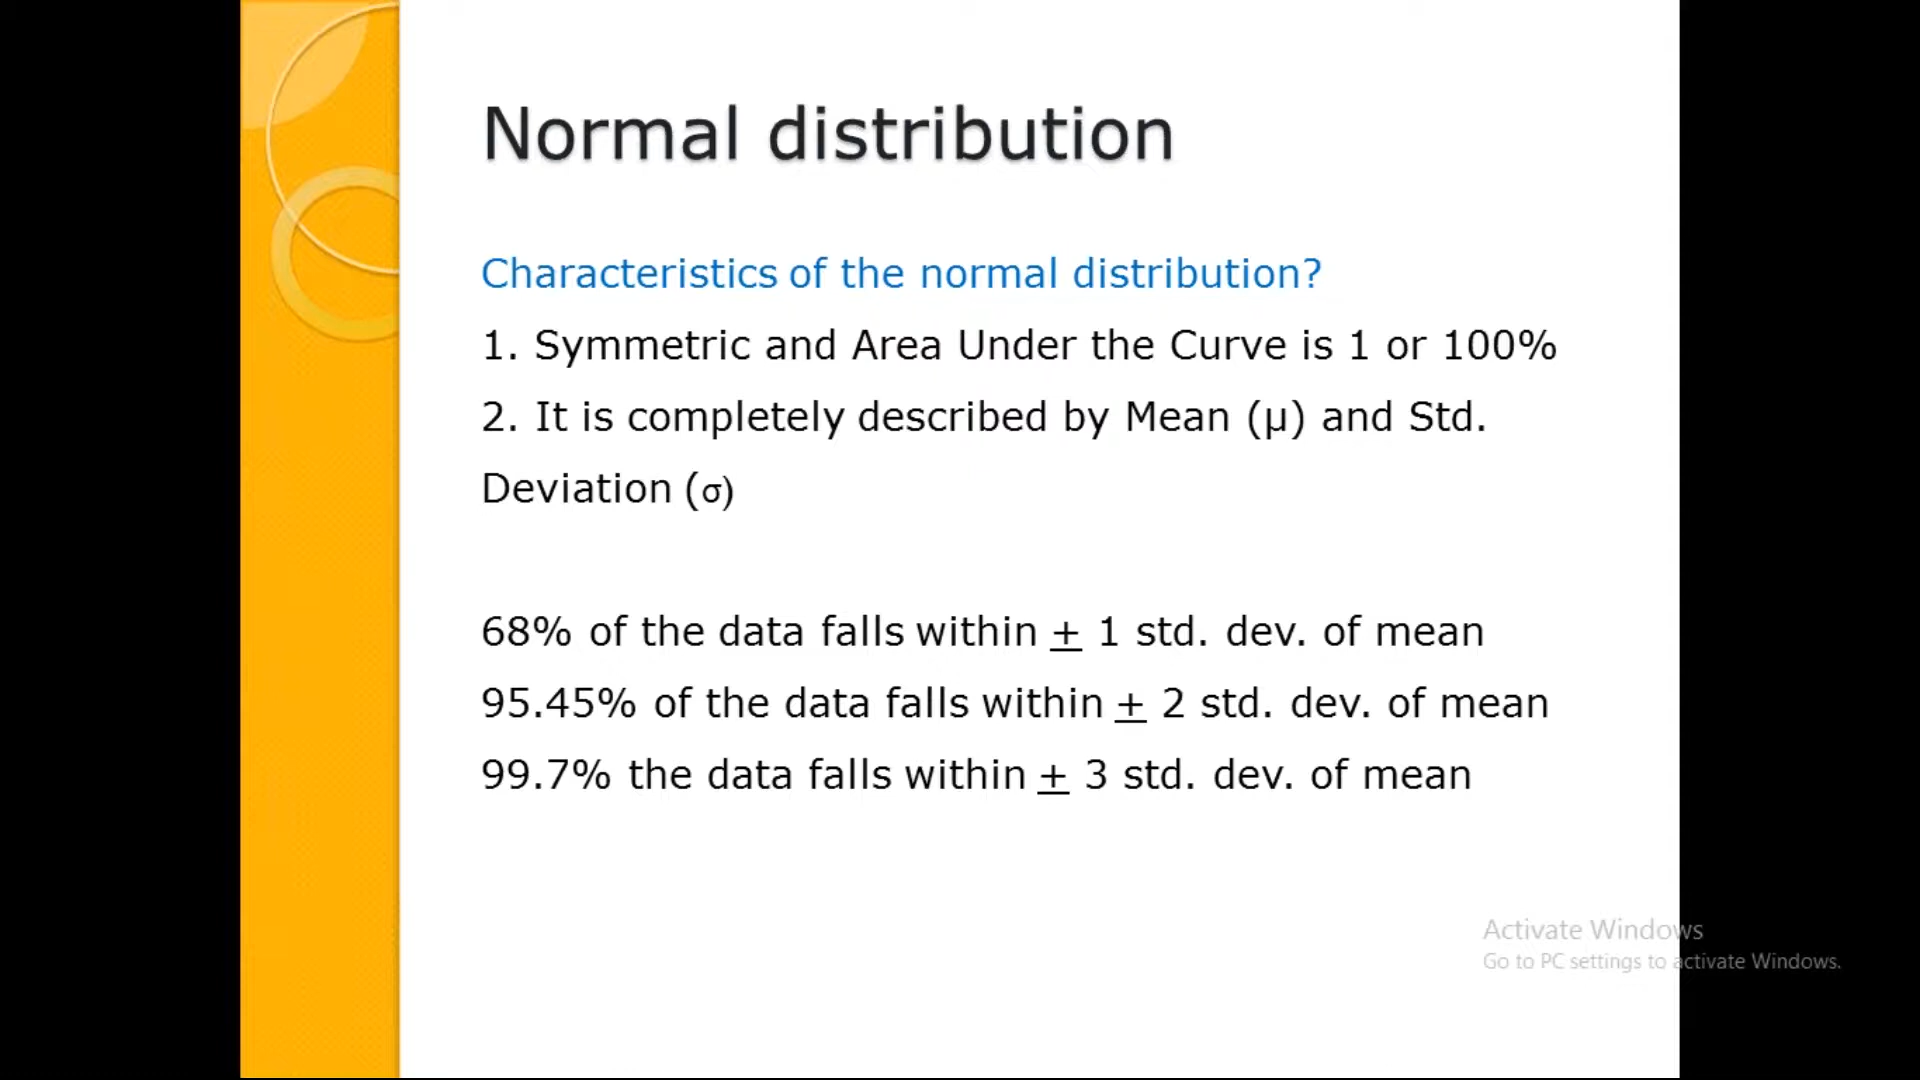 Normal distribution
Characteristics of the normal distribution?
1. Symmetric and Area Under the Curve is 1 or 100%
2. It is completely described by Mean (μ) and Std.
Deviation (σ)
68% of the data falls within ± 1 std. dev. of mean
95.45% of the data falls within ± 2 std. dev. of mean
99.7% the data falls within ± 3 std. dev. of mean
Activate Windows
Go to PC settings to activate Windows.